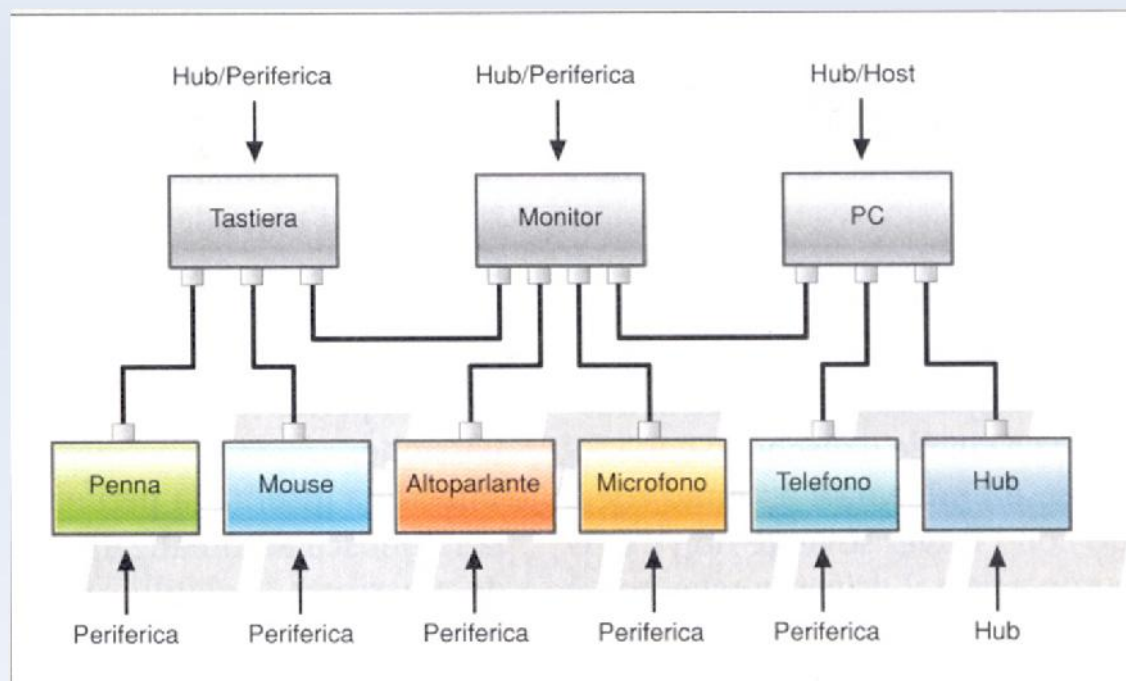 Hub/Periferica
Hub/Periferica
Hub/Host
Tastiera
Monitor
PC
Penna
Mouse
Altoparlante
Microfono
Telefono
Hub
Periferica
Periferica
Periferica
Periferica
Periferica
Hub